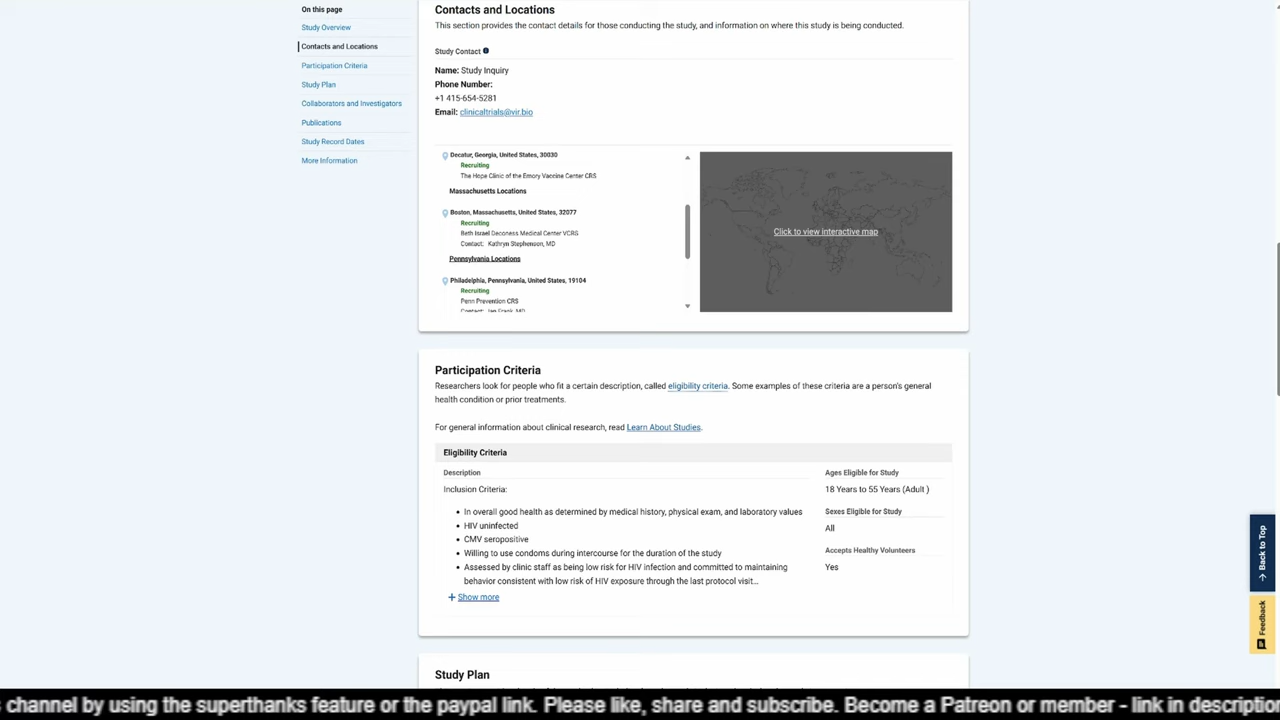 On this page
Study Overview
Contacts and Locations
Participation Criteria
Study Plan
Collaborators and Investigators
Publications
Study Record Dates
More Information
Contacts and Locations
This section provides the contact details for those conducting the study, and information on where this study is being conducted.
Study Contact
Name: Study Inquiry
Phone Number:
+1 415-654-5281
Email: clinicaltrials@vir.bio
Decatur, Georgia, United States, 30030
Recruiting
The Hope Clinic of the Emory Vaccine Center CRS
Massachusetts Locations
Boston, Massachusetts, United States, 32077
Recruiting
Beth Israel Deconess Medical Center VCRS
Contact: Kathryn Stephenson, MD
Pennsylvania Locations
Philadelphia, Pennsylvania, United States, 19104
Recruiting
Penn Prevention CRS
Contact: Ian Frank, MD
Click to view interactive map
Participation Criteria
Researchers look for people who fit a certain description, called eligibility criteria. Some examples of these criteria are a person's general
health condition or prior treatments.
For general information about clinical research, read Learn About Studies.
Eligibility Criteria
Description
Inclusion Criteria:
• In overall good health as determined by medical history, physical exam, and laboratory values
• HIV uninfected
• CMV seropositive
• Willing to use condoms during intercourse for the duration of the study
• Assessed by clinic staff as being low risk for HIV infection and committed to maintaining
behavior consistent with low risk of HIV exposure through the last protocol visit...
+ Show more
Ages Eligible for Study
18 Years to 55 Years (Adult )
Sexes Eligible for Study
All
Accepts Healthy Volunteers
Yes
Back to Top
Feedback
Study Plan
s channel by using the superthanks feature or the paypal link. Please like, share and subscribe. Become a Patreon or member - link in description